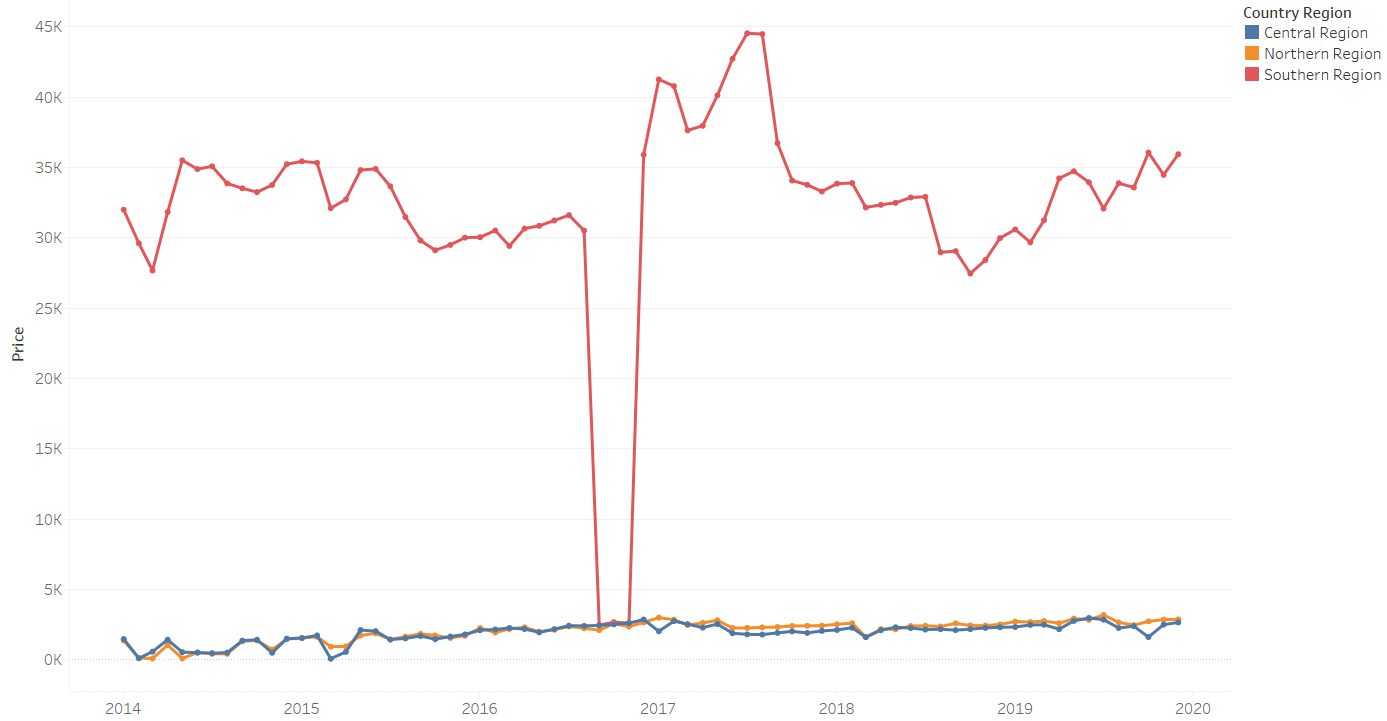 Country Region
Central Region
Northern Region
Southern Region
45K
40K
35K
30K
25K
20K
15K
10K
5K
0K
Price
2014 2015 2016 2017 2018 2019 2020